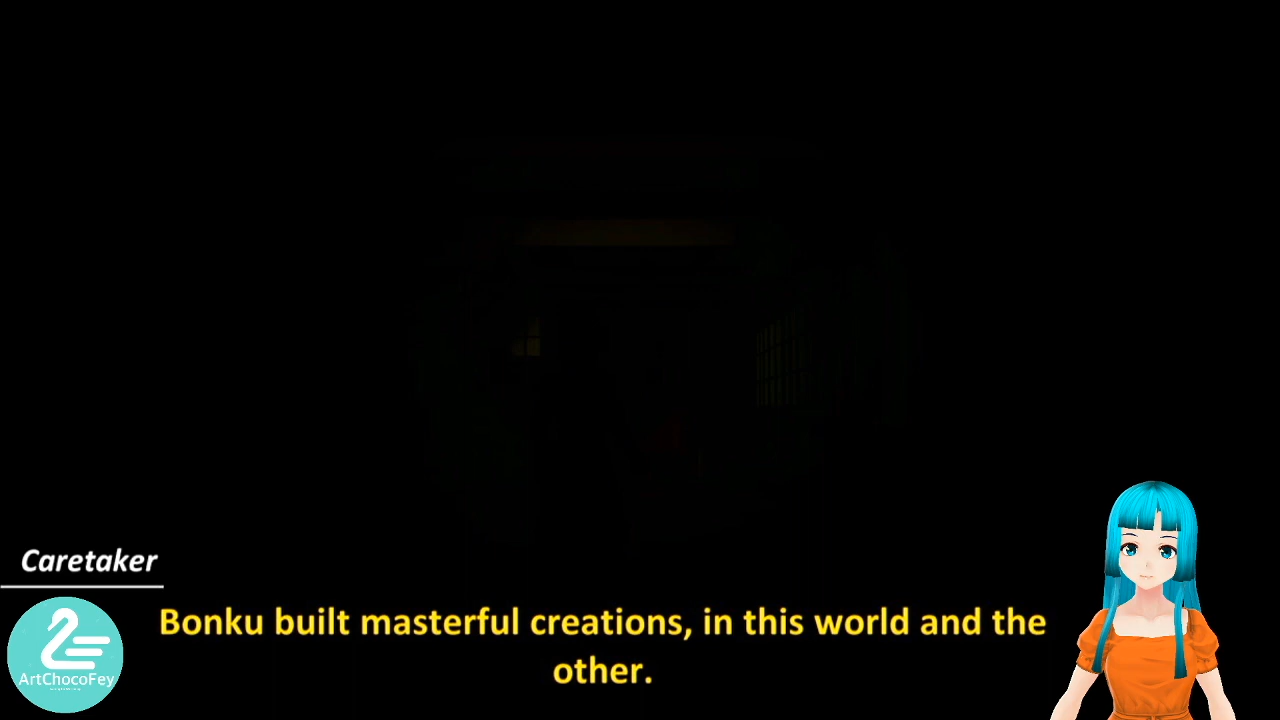 Caretaker
Bonku built masterful creations, in this world and the
other.
ArtChocoFey